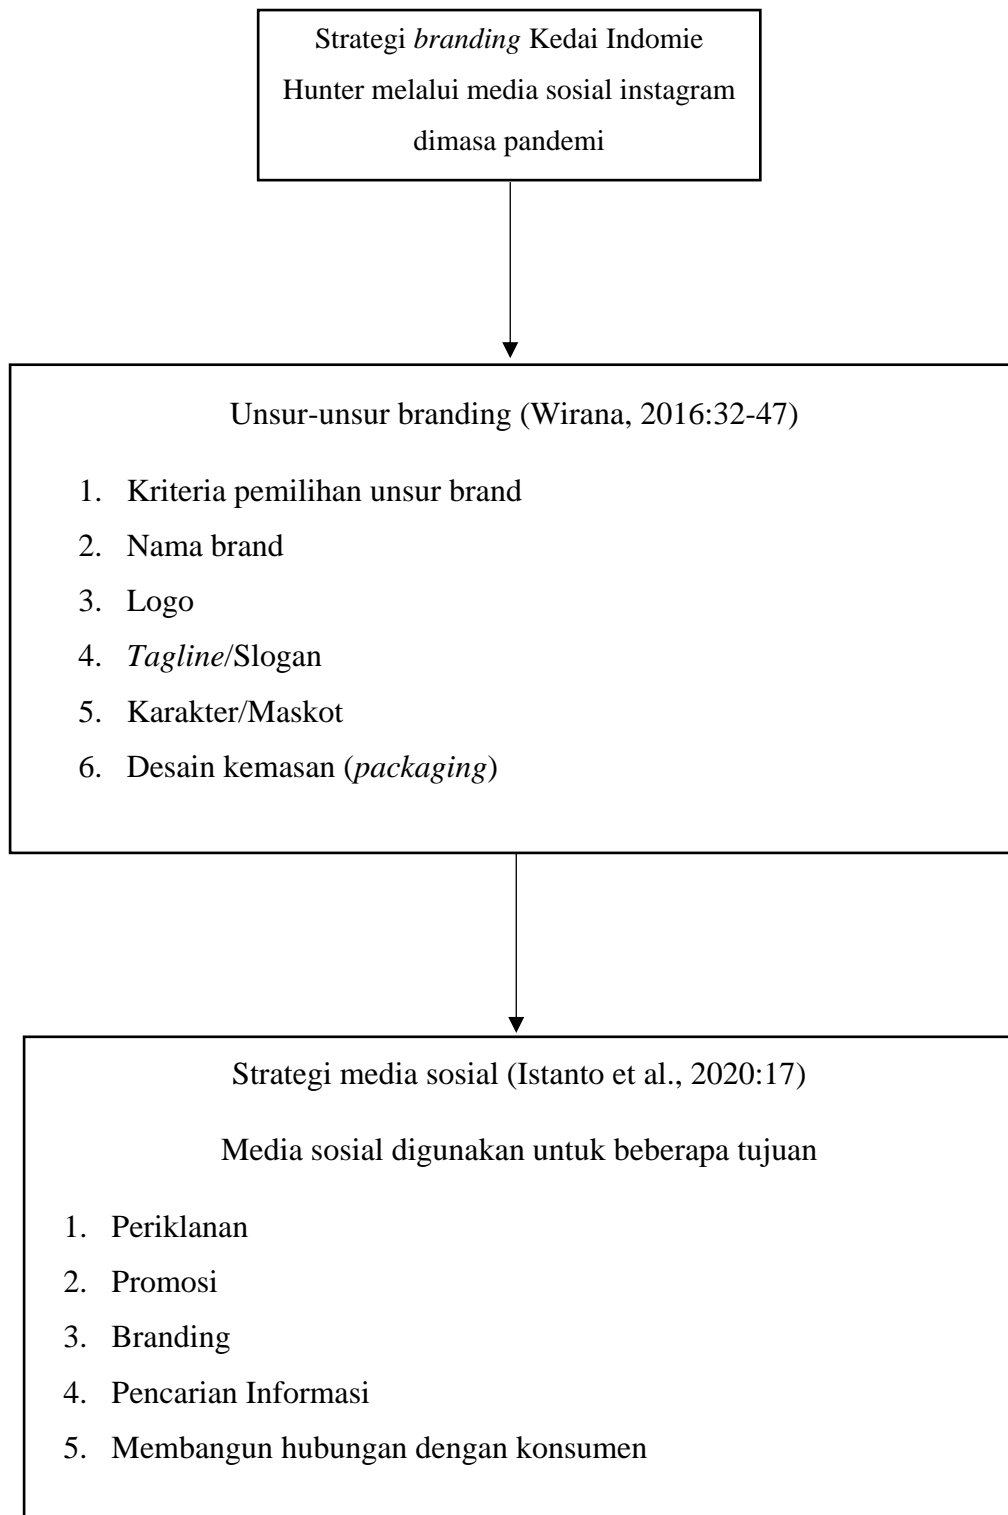 Strategi branding Kedai Indomie
Hunter melalui media sosial instagram
dimasa pandemi
Unsur-unsur branding (Wirana, 2016:32-47)
1. Kriteria pemilihan unsur brand
2. Nama brand
3. Logo
4. Tagline/Slogan
5. Karakter/Maskot
6. Desain kemasan (packaging)
Strategi media sosial (Istanto et al., 2020:17)
Media sosial digunakan untuk beberapa tujuan
1. Periklanan
2. Promosi
3. Branding
4. Pencarian Informasi
5. Membangun hubungan dengan konsumen